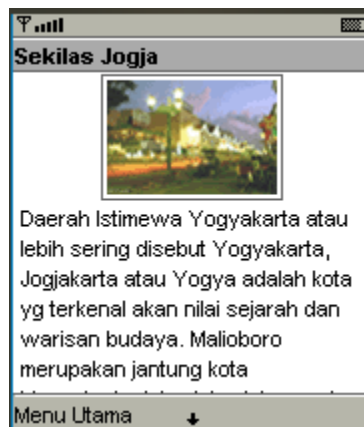 Sekilas Jogja
Daerah Istimewa Yogyakarta atau
lebih sering disebut Yogyakarta,
Jogjakarta atau Yogya adalah kota
yg terkenal akan nilai sejarah dan
warisan budaya. Malioboro
merupakan jantung kota
Menu Utama